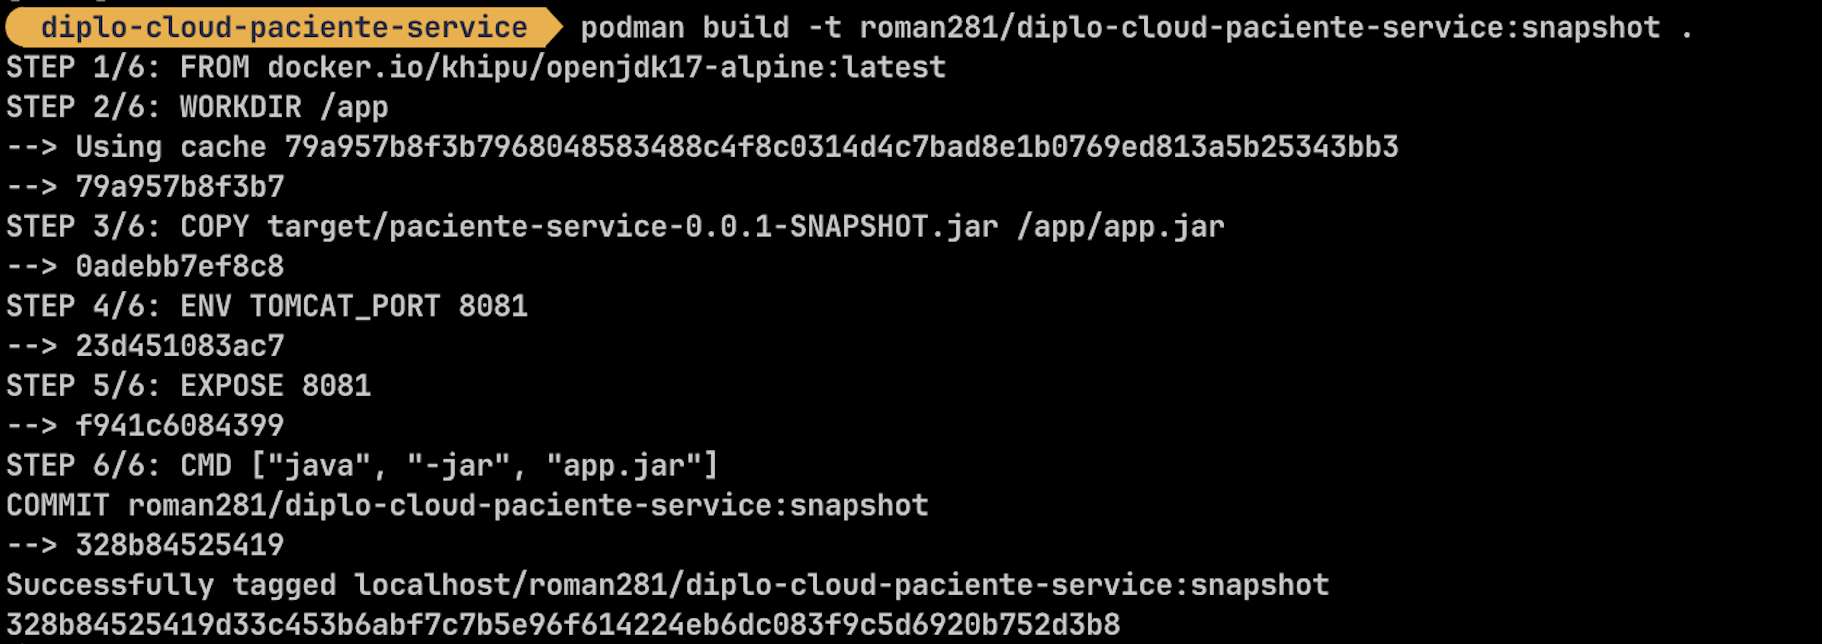 diplo-cloud-paciente-service podman build -t roman281/diplo-cloud-paciente-service:snapshot .
STEP 1/6: FROM docker.io/khipu/openjdk17-alpine:latest
STEP 2/6: WORKDIR /app
--> Using cache 79a957b8f3b7968048583488c4f8c0314d4c7bad8e1b0769ed813a5b25343bb3
--> 79a957b8f3b7
STEP 3/6: COPY target/paciente-service-0.0.1-SNAPSHOT.jar /app/app.jar
--> 0adebb7ef8c8
STEP 4/6: ENV TOMCAT_PORT 8081
--> 23d451083ac7
STEP 5/6: EXPOSE 8081
--> f941c6084399
STEP 6/6: CMD ["java", "-jar", "app.jar"]
COMMIT roman281/diplo-cloud-paciente-service:snapshot
--> 328b84525419
Successfully tagged localhost/roman281/diplo-cloud-paciente-service:snapshot
328b84525419d33c453b6abf7c7b5e96f614224eb6dc083f9c5d6920b752d3b8